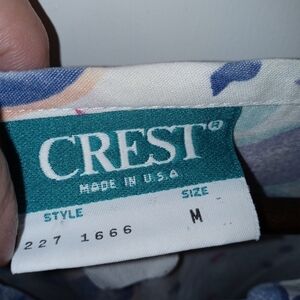 CREST®
MADE IN U.S.A
STYLE SIZE
227 1666 M